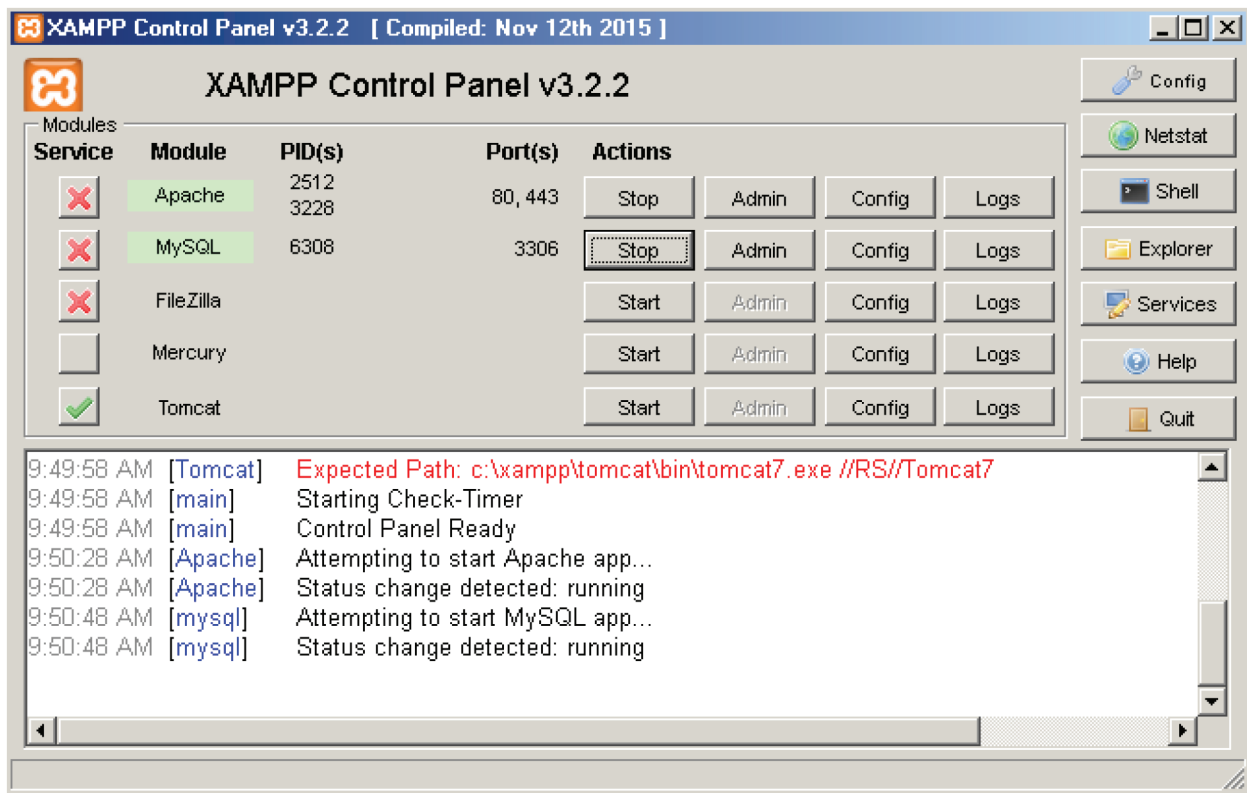 XAMPP Control Panel v3.2.2 [ Compiled: Nov 12th 2015 ]
XAMPP Control Panel v3.2.2
Config
Modules
Service Module PID(s) Port(s) Actions
Netstat
Apache 2512 3228 80, 443 Stop Admin Config Logs
Shell
MySQL 6308 3306 Stop Admin Config Logs
Explorer
FileZilla Start Admin Config Logs
Services
Mercury Start Admin Config Logs
Help
Tomcat Start Admin Config Logs
Quit
9:49:58 AM [Tomcat] Expected Path: c:\xampp\tomcat\bin\tomcat7.exe //RS//Tomcat7
9:49:58 AM [main] Starting Check-Timer
9:49:58 AM [main] Control Panel Ready
9:50:28 AM [Apache] Attempting to start Apache app...
9:50:28 AM [Apache] Status change detected: running
9:50:48 AM [mysql] Attempting to start MySQL app...
9:50:48 AM [mysql] Status change detected: running